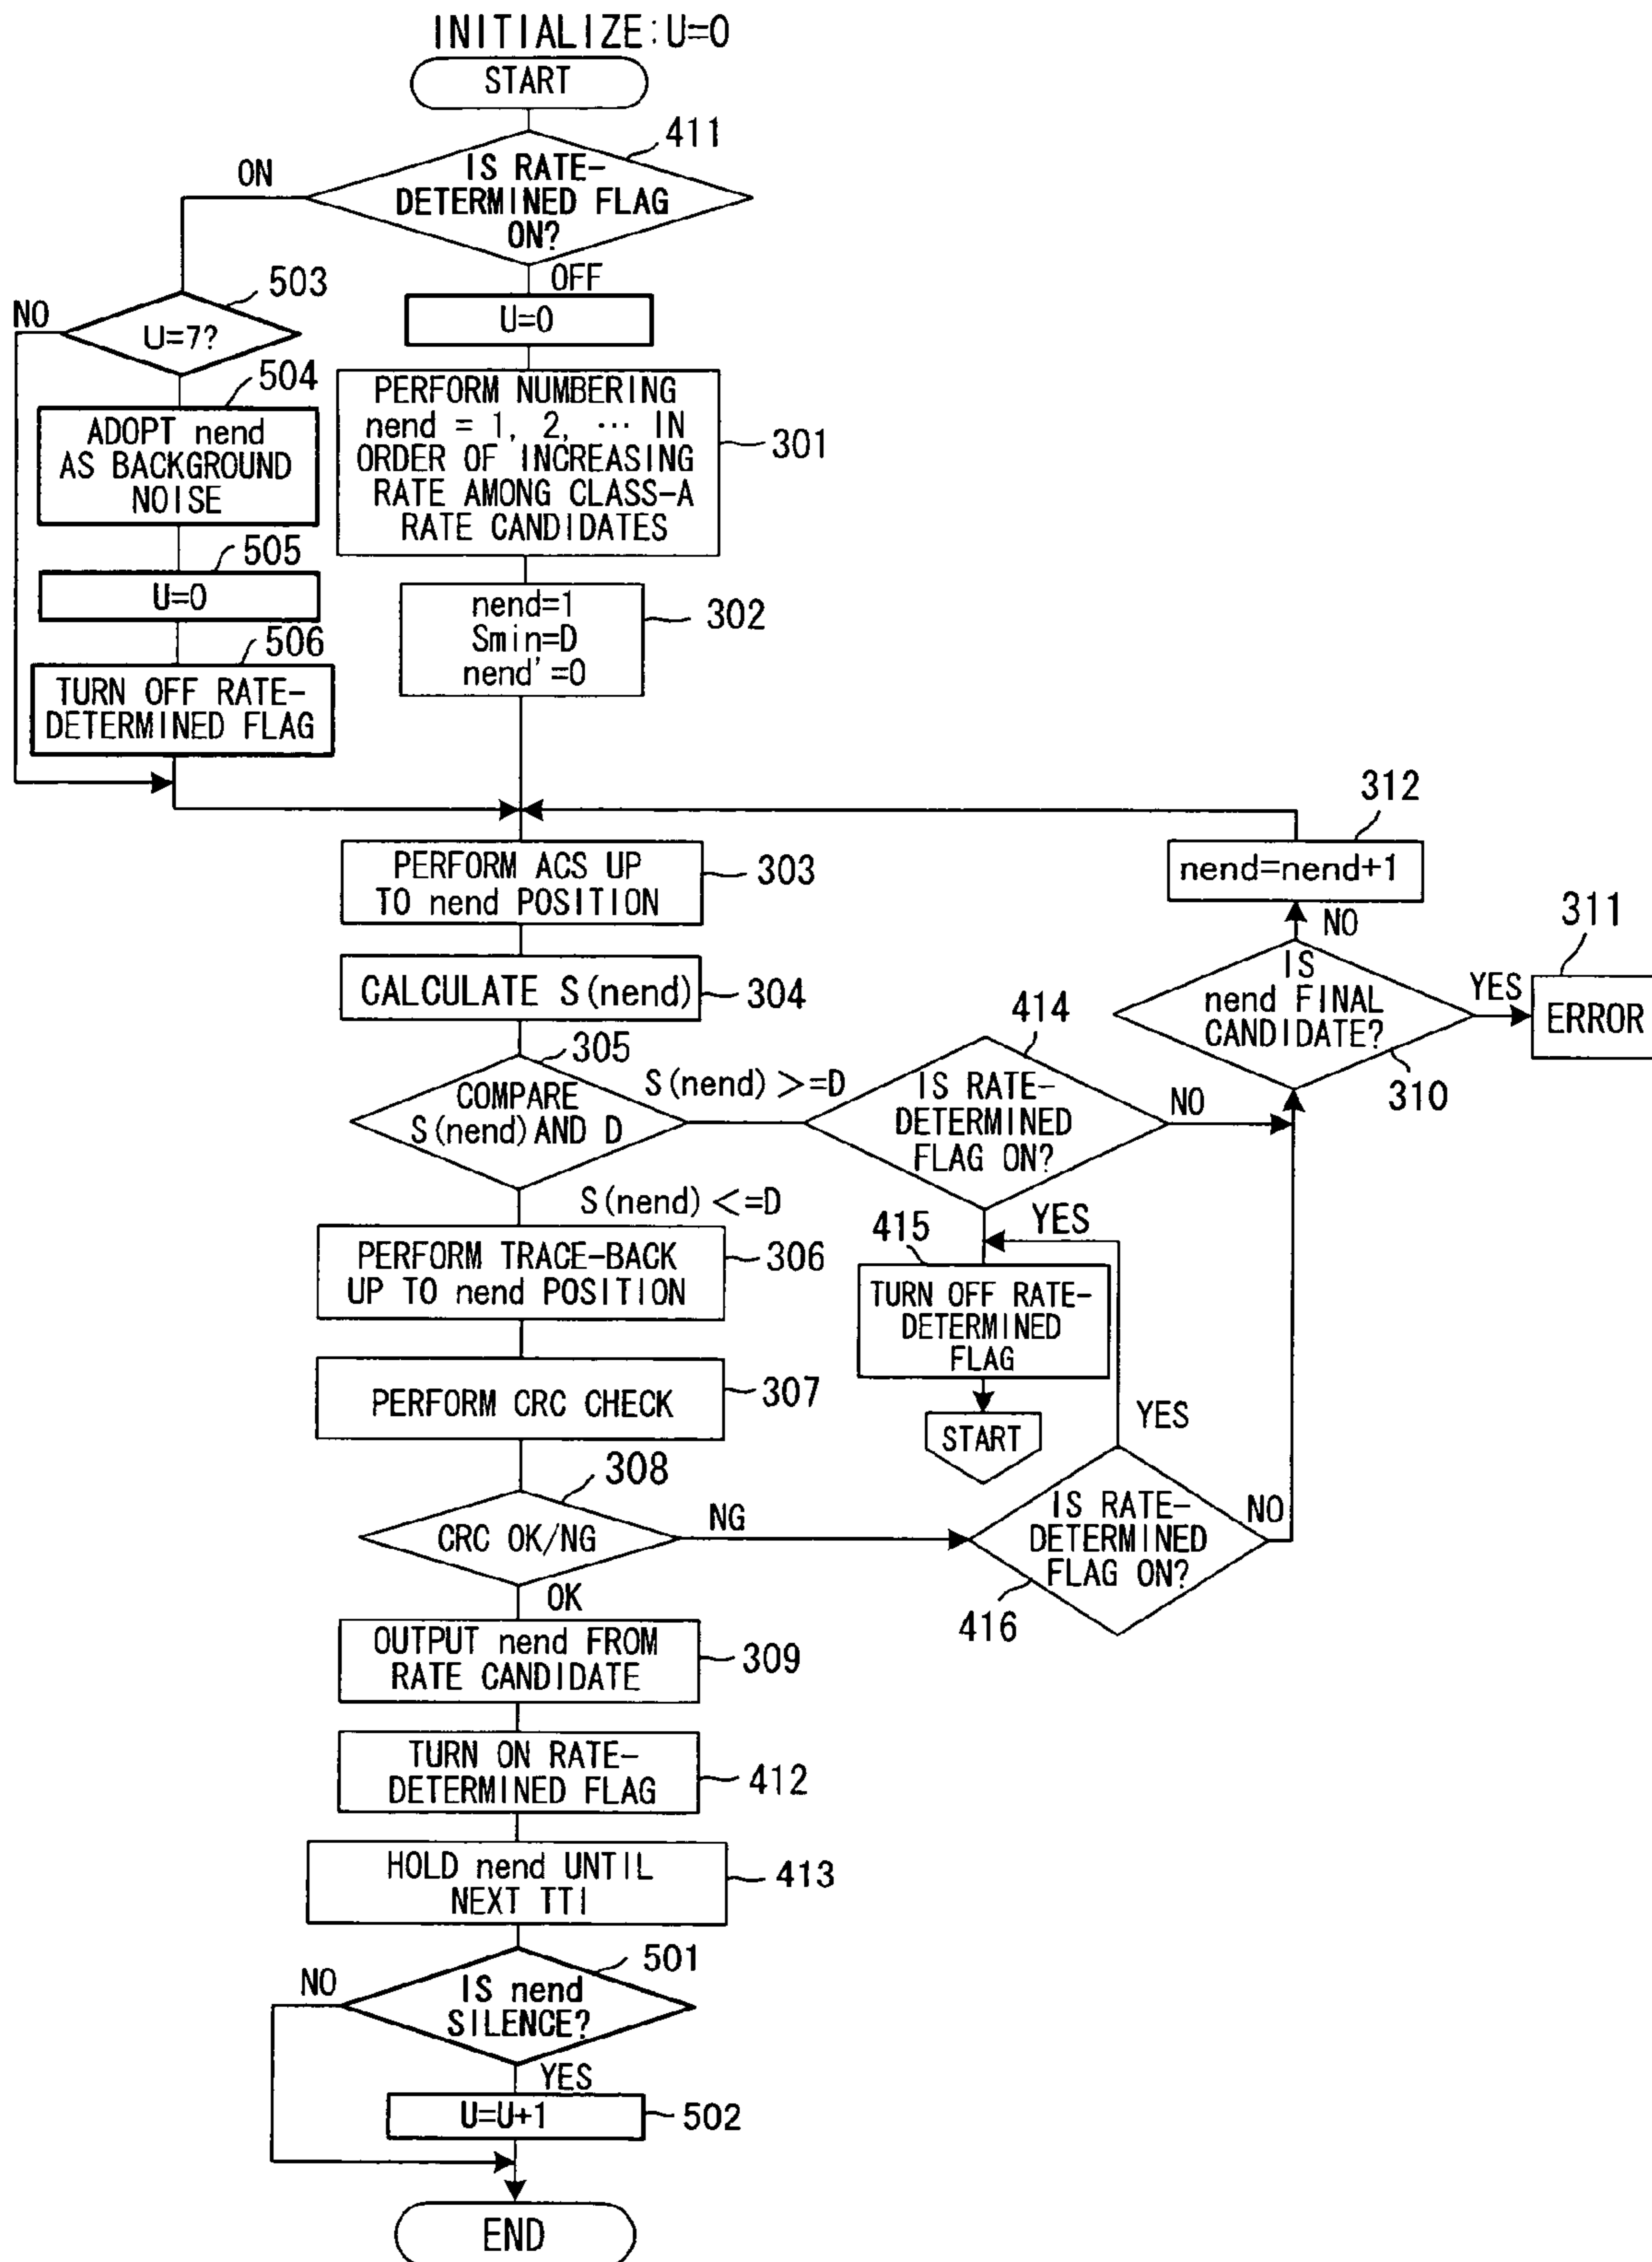 INITIALIZE:U=0
START
411
IS RATE-
DETERMINED FLAG
ON?
ON
OFF
503
NO
U=7?
U=0
504
ADOPT nend
AS BACKGROUND
NOISE
PERFORM NUMBERING
nend = 1, 2, ··· IN
ORDER OF INCREASING
RATE AMONG CLASS-A
RATE CANDIDATES
301
505
U=0
302
nend=1
Smin=D
nend'=0
506
TURN OFF RATE-
DETERMINED FLAG
312
nend=nend+1
PERFORM ACS UP
TO nend POSITION
303
311
NO
IS
nend FINAL
CANDIDATE?
YES
ERROR
310
CALCULATE S(nend)
304
414
305
COMPARE
S(nend) AND D
S(nend) >=D
IS RATE-
DETERMINED
FLAG ON?
NO
S(nend) <=D
YES
415
PERFORM TRACE-BACK
UP TO nend POSITION
306
TURN OFF RATE-
DETERMINED
FLAG
PERFORM CRC CHECK
307
START
YES
308
CRC OK/NG
NG
IS RATE-
DETERMINED
FLAG ON?
NO
416
OK
OUTPUT nend FROM
RATE CANDIDATE
309
TURN ON RATE-
DETERMINED FLAG
412
HOLD nend UNTIL
NEXT TTI
413
501
NO
IS nend
SILENCE?
YES
U=U+1
502
END